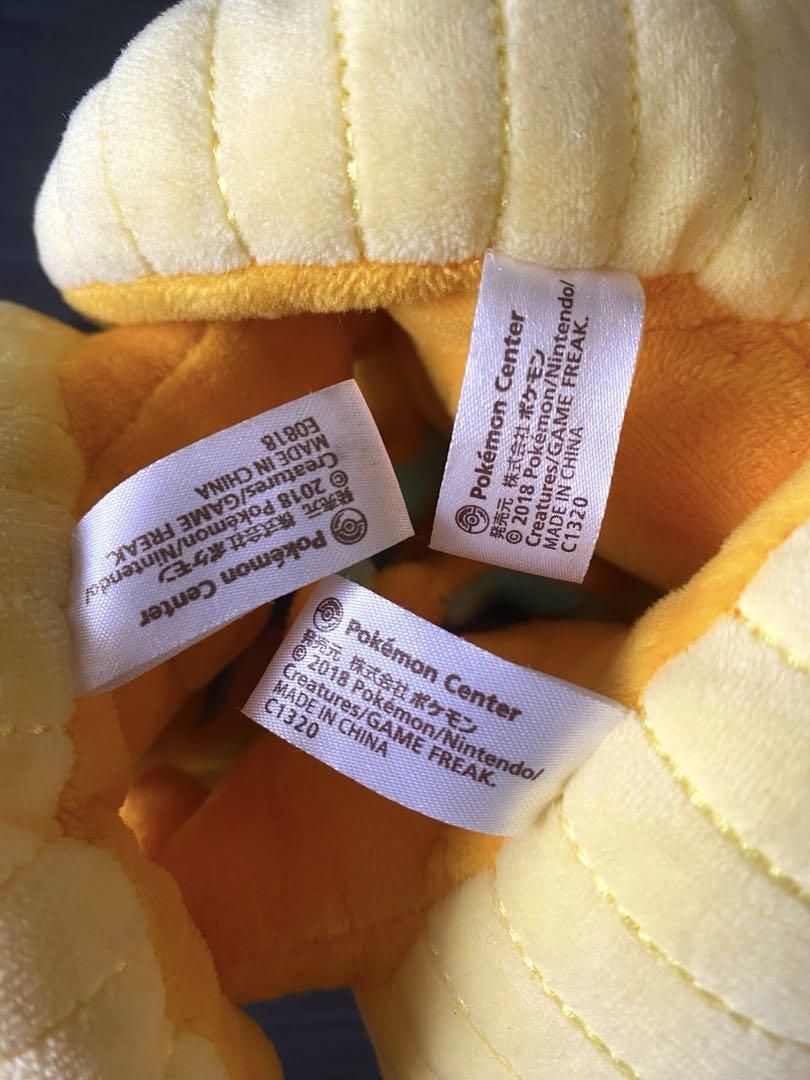 Pokémon Center
発売元 株式会社 ポケモン
© 2018 Pokémon/Nintendo/
Creatures/GAME FREAK.
MADE IN CHINA
C1320
Pokémon Center
発売元 株式会社 ポケモン
© 2018 Pokémon/Nintendo/
Creatures/GAME FREAK.
MADE IN CHINA
E0818
Pokémon Center
発売元 株式会社 ポケモン
© 2018 Pokémon/Nintendo/
Creatures/GAME FREAK.
MADE IN CHINA
C1320